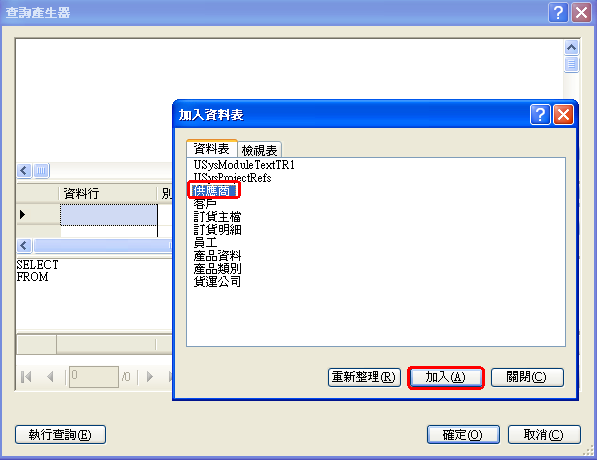 查詢產生器
加入資料表
資料表 檢視表
USysModuleTextTR1
USysProjectRefs
供應商
客戶
訂貨主檔
訂貨明細
員工
產品資料
產品類別
貨運公司
重新整理(R) 加入(A) 關閉(C)
資料行 別
SELECT
FROM
0 /0
執行查詢(E) 確定(O) 取消(C)